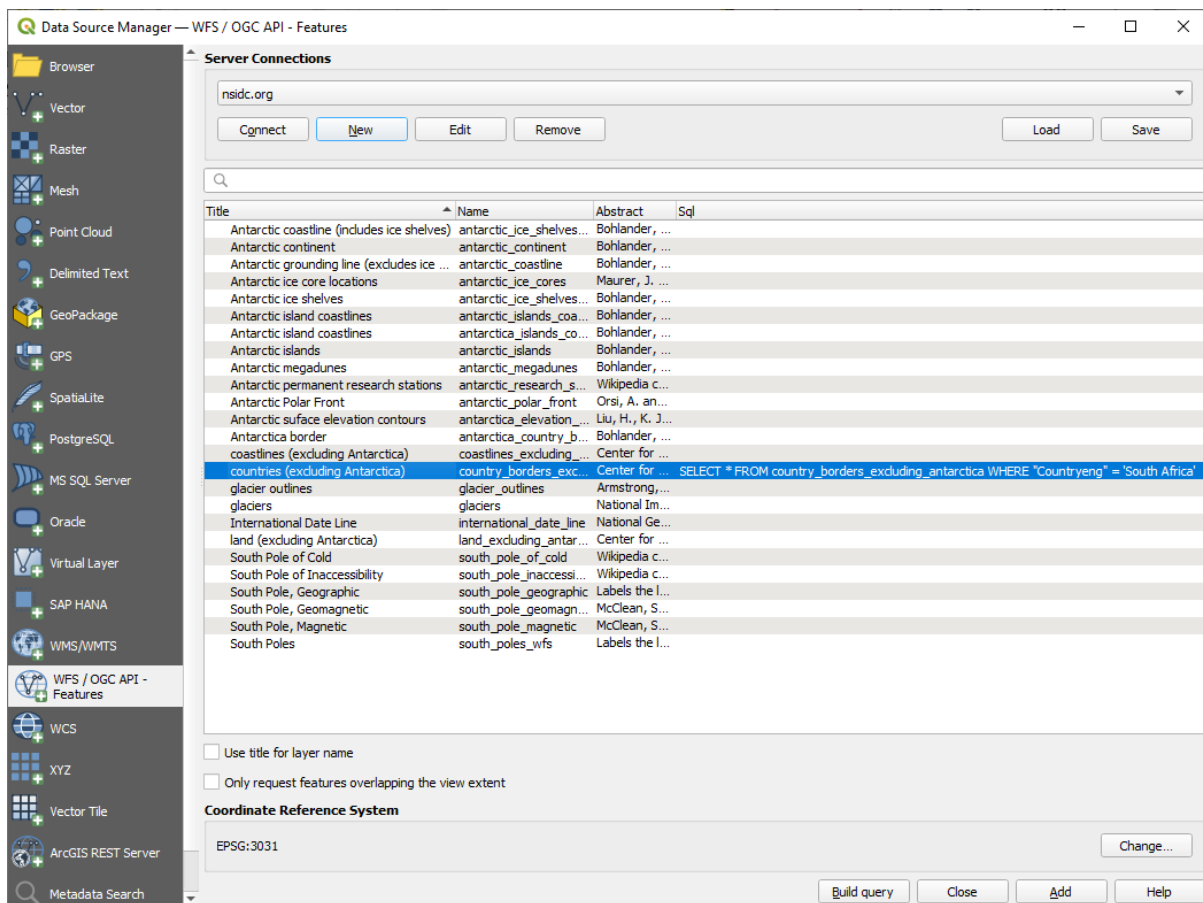 Data Source Manager — WFS / OGC API - Features
Browser
Vector
Raster
Mesh
Point Cloud
Delimited Text
GeoPackage
GPS
SpatiaLite
PostgreSQL
MS SQL Server
Oracle
Virtual Layer
SAP HANA
WMS/WMTS
WFS / OGC API -
Features
WCS
XYZ
Vector Tile
ArcGIS REST Server
Metadata Search
Server Connections
nsidc.org
Connect New Edit Remove Load Save
Title Name Abstract Sql
Antarctic coastline (includes ice shelves) antarctic_ice_shelves... Bohlander, ...
Antarctic continent antarctic_continent Bohlander, ...
Antarctic grounding line (excludes ice ... antarctic_coastline Bohlander, ...
Antarctic ice core locations antarctic_ice_cores Maurer, J. ...
Antarctic ice shelves antarctic_ice_shelves... Bohlander, ...
Antarctic island coastlines antarctic_islands_coa... Bohlander, ...
Antarctic island coastlines antarctica_islands_co... Bohlander, ...
Antarctic islands antarctic_islands Bohlander, ...
Antarctic megadunes antarctic_megadunes Bohlander, ...
Antarctic permanent research stations antarctic_research_s... Wikipedia c...
Antarctic Polar Front antarctic_polar_front Orsi, A. an...
Antarctic suface elevation contours antarctica_elevation_... Liu, H., K. J...
Antarctica border antarctica_country_b... Bohlander, ...
coastlines (excluding Antarctica) coastlines_excluding_... Center for ...
countries (excluding Antarctica) country_borders_exc... Center for ... SELECT * FROM country_borders_excluding_antarctica WHERE "Countryeng" = 'South Africa'
glacier outlines glacier_outlines Armstrong,...
glaciers glaciers National Im...
International Date Line international_date_line National Ge...
land (excluding Antarctica) land_excluding_antar... Center for ...
South Pole of Cold south_pole_of_cold Wikipedia c...
South Pole of Inaccessibility south_pole_inaccessi... Wikipedia c...
South Pole, Geographic south_pole_geographic Labels the l...
South Pole, Geomagnetic south_pole_geomagn... McClean, S...
South Pole, Magnetic south_pole_magnetic McClean, S...
South Poles south_poles_wfs Labels the l...
Use title for layer name
Only request features overlapping the view extent
Coordinate Reference System
EPSG:3031 Change...
Build query Close Add Help